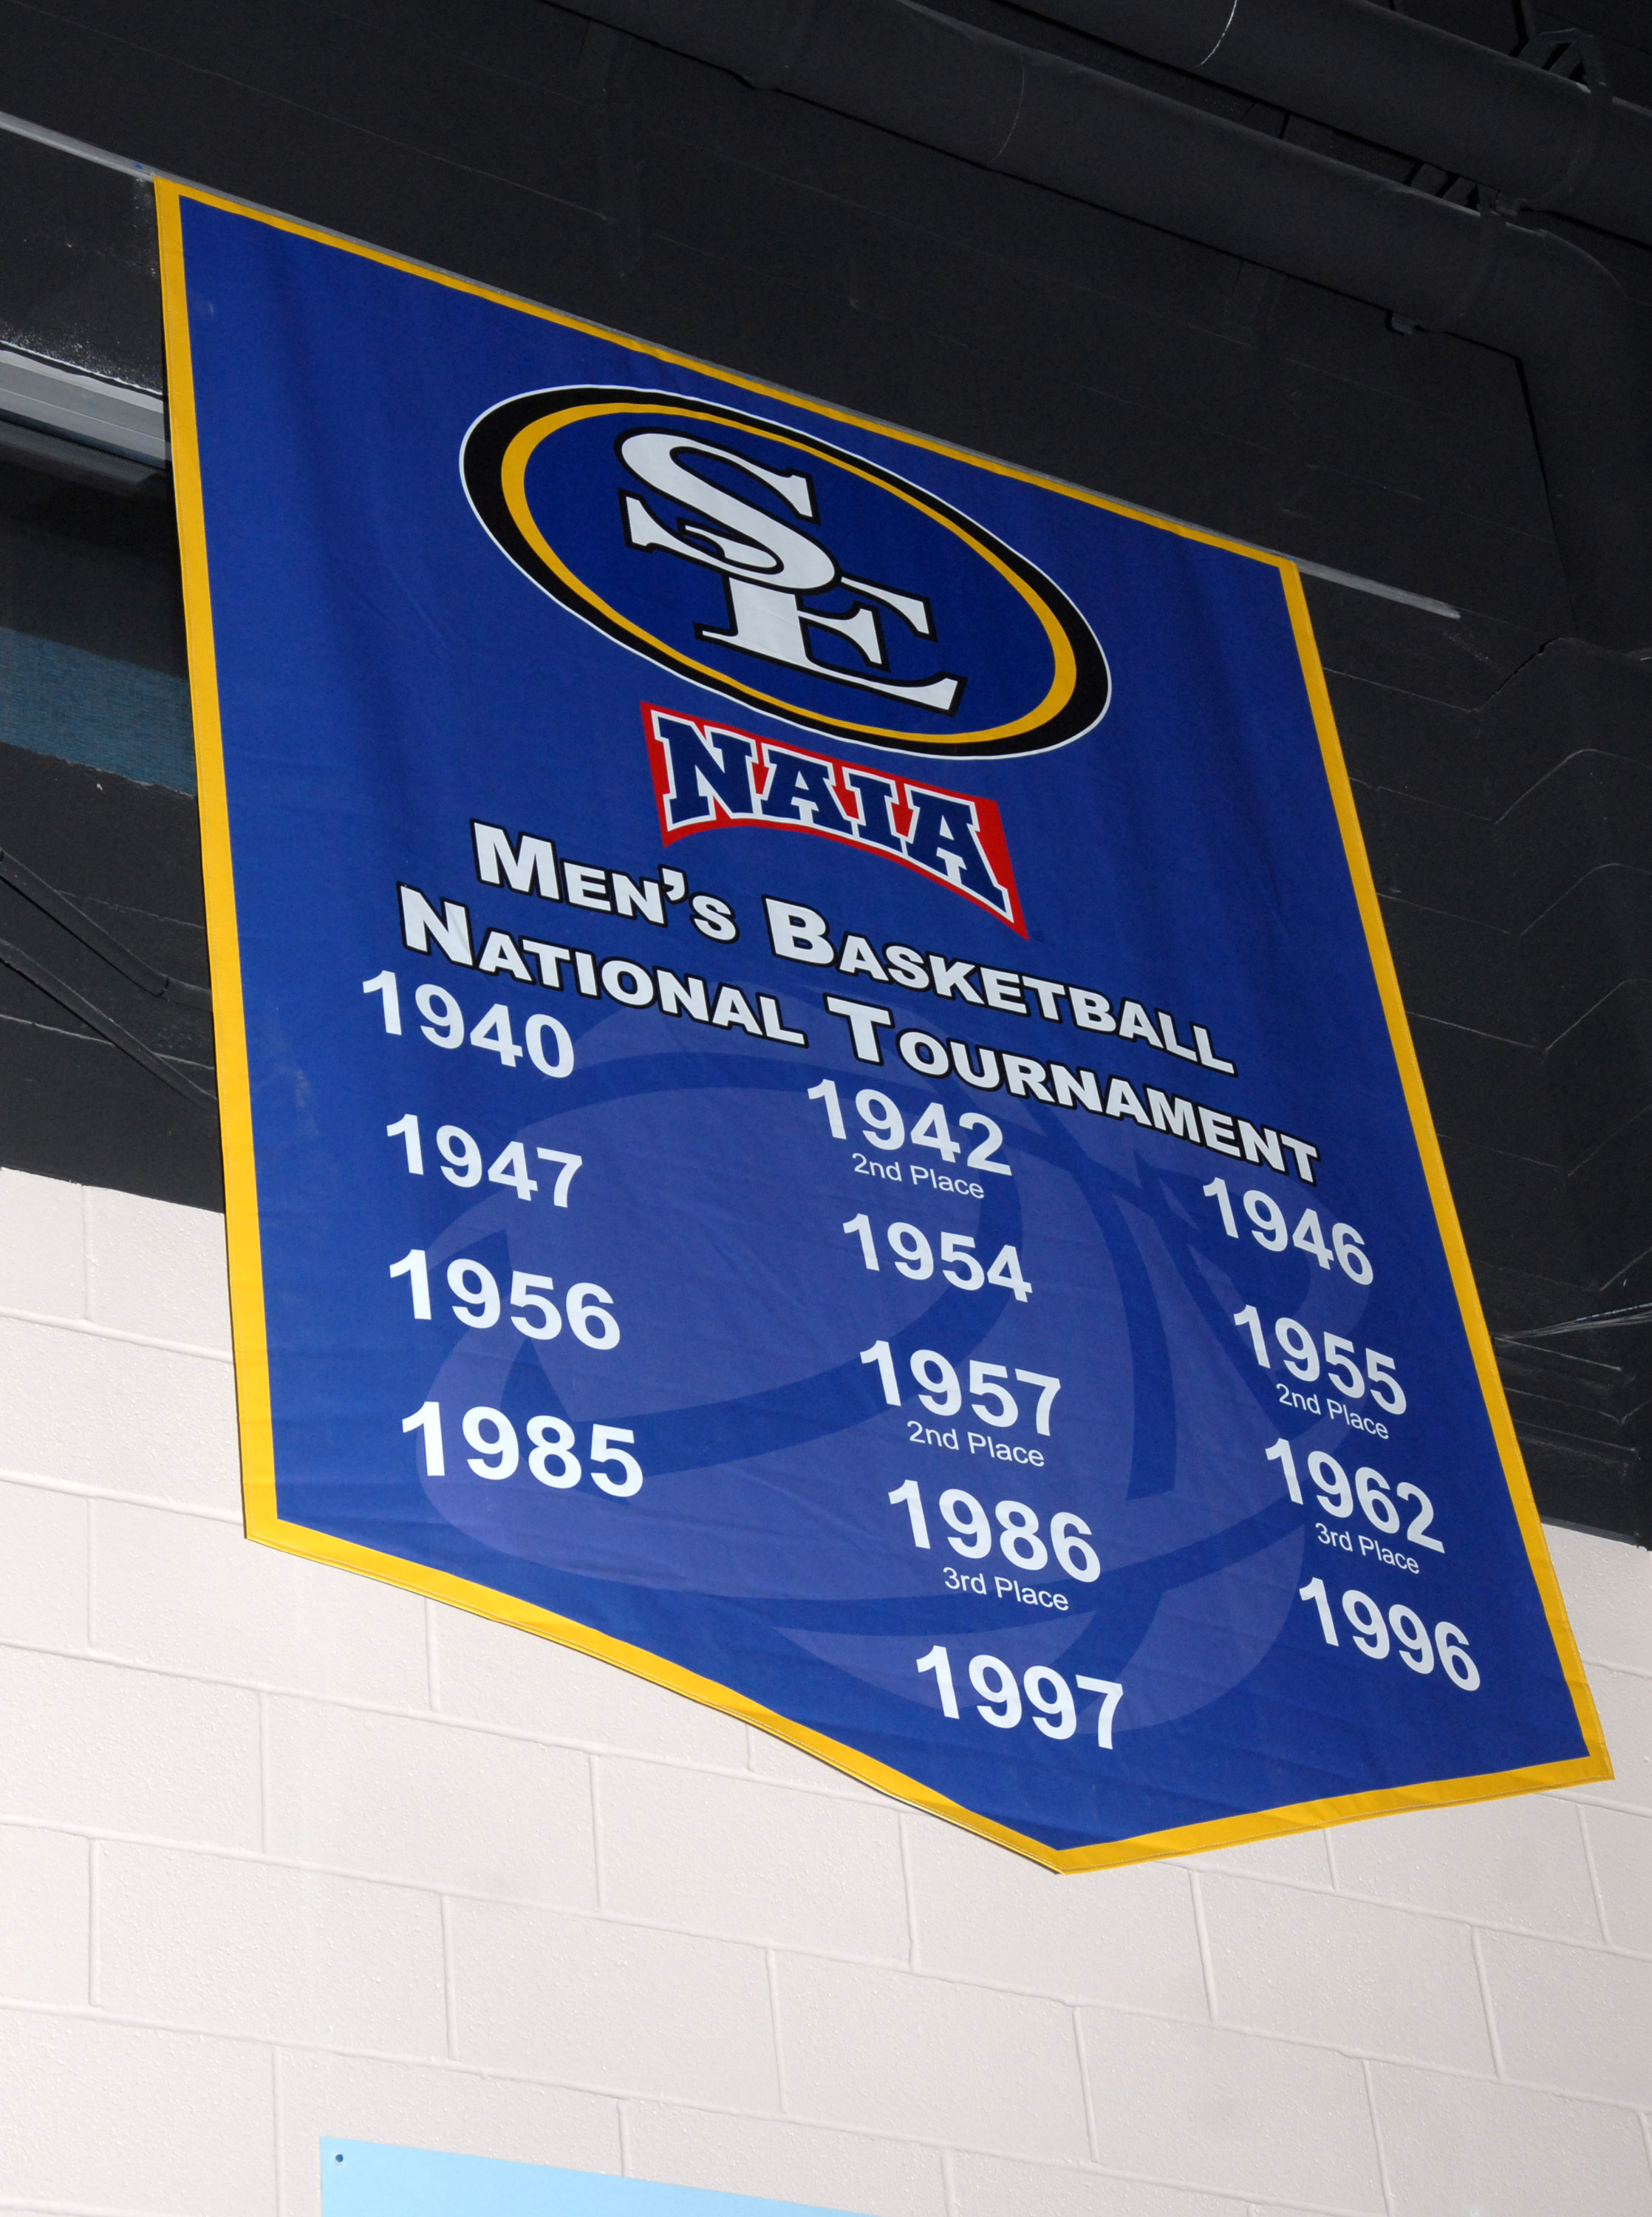 SE
NAIA
MEN'S BASKETBALL
NATIONAL TOURNAMENT
1940 1942 1946
2nd Place
1947 1954 1955
2nd Place
1956 1957 1962
2nd Place 3rd Place
1985 1986 1996
3rd Place
1997